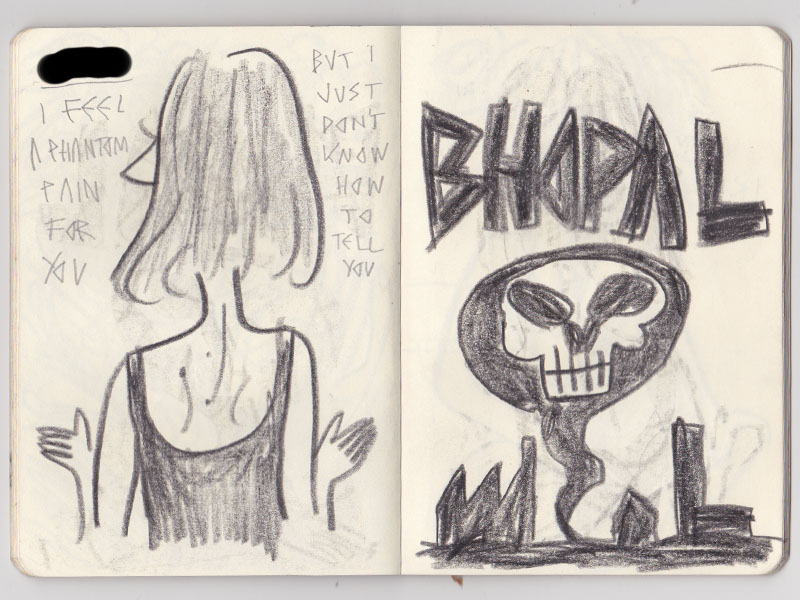 I FEEL
A PHANTOM
PAIN
FOR
YOU
BUT I
JUST
DON'T
KNOW
HOW
TO
TELL
YOU
BHOPAL